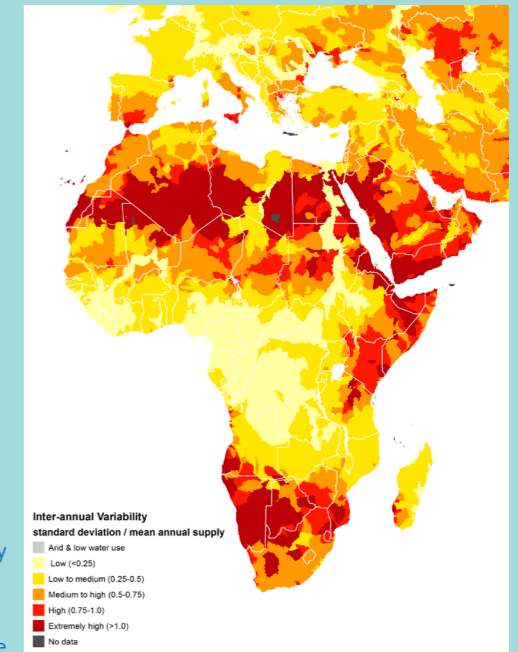 Inter-annual Variability
standard deviation / mean annual supply
Arid & low water use
Low (<0.25)
Low to medium (0.25-0.5)
Medium to high (0.5-0.75)
High (0.75-1.0)
Extremely high (>1.0)
No data